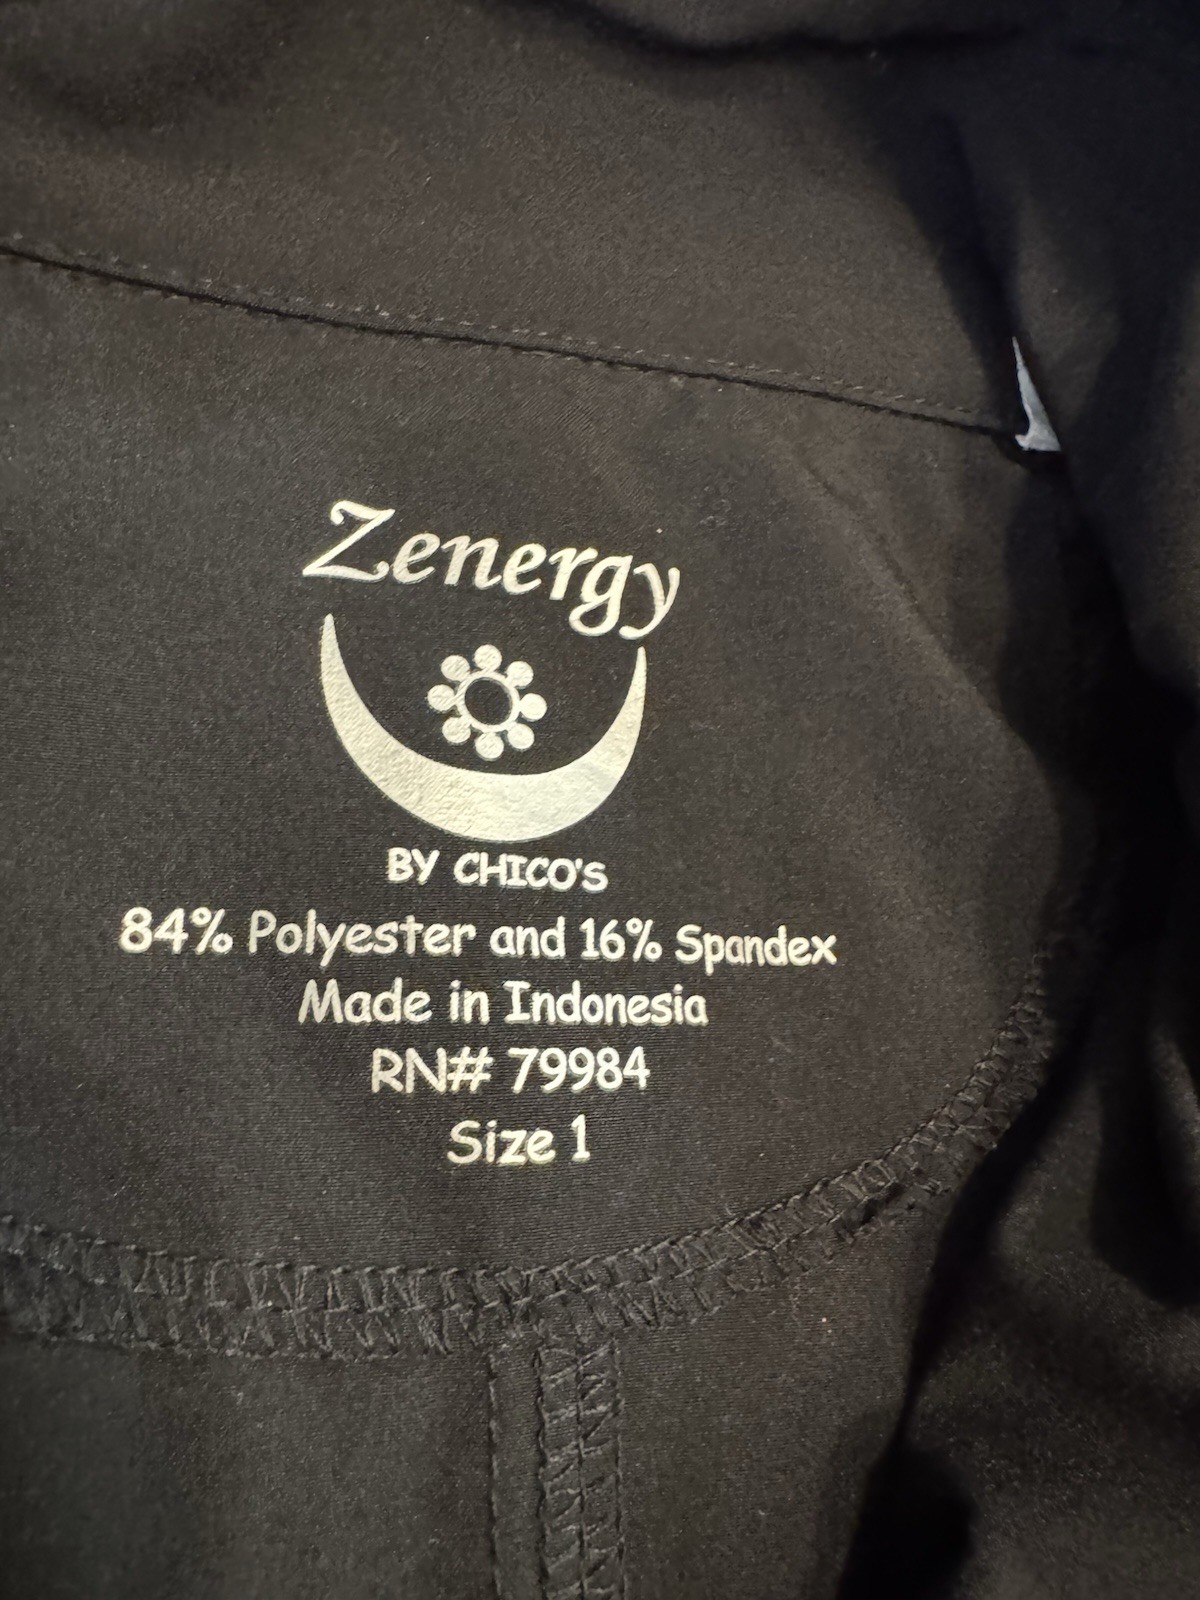 Zenergy
BY CHICO'S
84% Polyester and 16% Spandex
Made in Indonesia
RN# 79984
Size 1